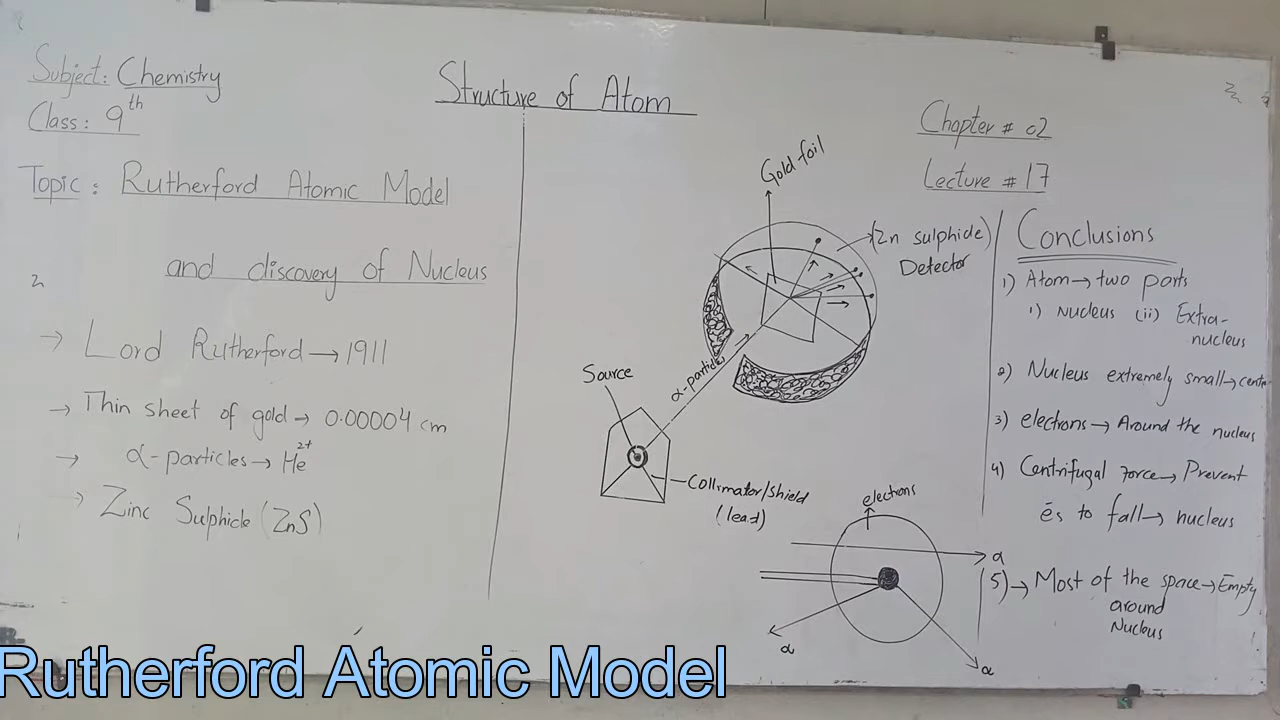 Subject: Chemistry
Class: 9th
Structure of Atom
Chapter # 02
Lecture # 17
Topic: Rutherford Atomic Model
and discovery of Nucleus
→ Lord Rutherford → 1911
→ Thin sheet of gold → 0.00004 cm
→ α-particles → He2+
→ Zinc Sulphide (ZnS)
Gold foil
(Zn sulphide)
Detector
α-particles
Source
Collimator/shield
(lead)
electrons
α
α
α
Conclusions
1) Atom → two parts
i) Nucleus (ii) Extra-
nucleus
2) Nucleus extremely small →
3) electrons → Around the nucleus
4) Centrifugal force → Prevent
ēs to fall → nucleus
5) → Most of the space → Empty
around
Nucleus
Rutherford Atomic Model